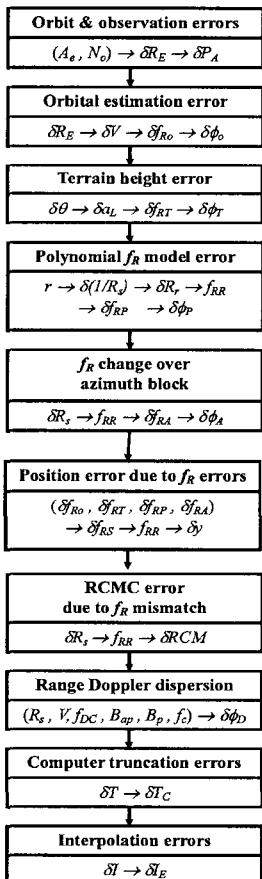 Orbit & observation errors
(A_e, N_o) → δR_E → δP_A
Orbital estimation error
δR_E → δV → δf_Ro → δϕ_o
Terrain height error
δθ → δa_L → δf_RT → δϕ_T
Polynomial f_R model error
r → δ(1/R_s) → δR_r → f_RR
→ δf_RP → δϕ_P
f_R change over
azimuth block
δR_s → f_RR → δf_RA → δϕ_A
Position error due to f_R errors
(δf_Ro , δf_RT , δf_RP , δf_RA)
→ δf_RS → f_RR → δy
RCMC error
due to f_R mismatch
δR_s → f_RR → δRCM
Range Doppler dispersion
(R_s , V, f_DC , B_ap , B_p , f_c) → δϕ_D
Computer truncation errors
δT → δT_C
Interpolation errors
δI → δI_E